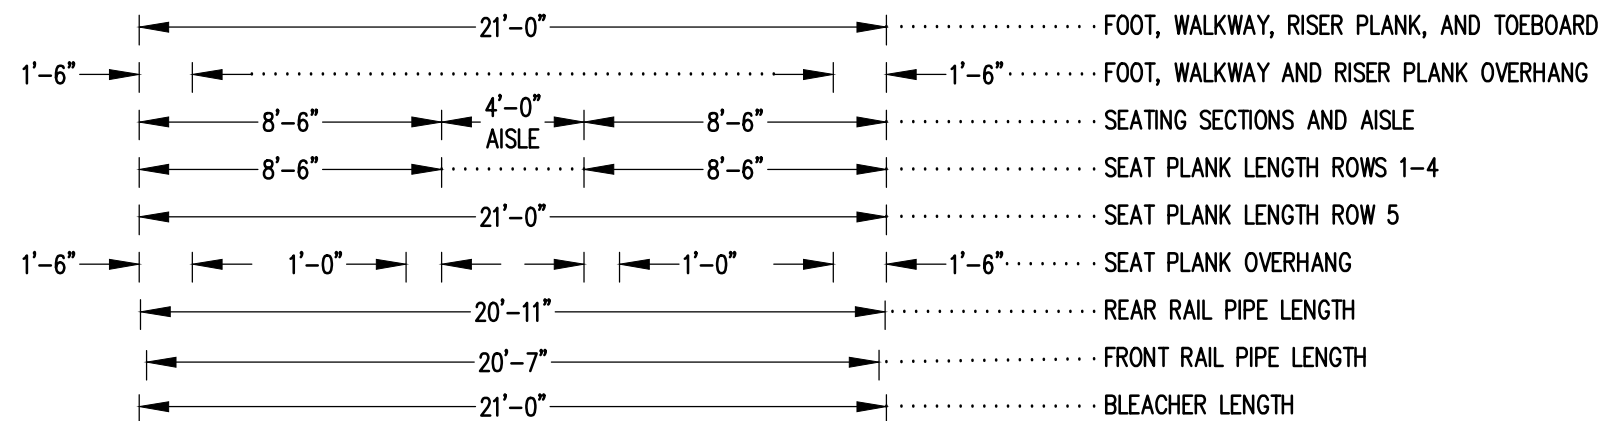 21'-0" FOOT, WALKWAY, RISER PLANK, AND TOEBOARD
1'-6" 1'-6" FOOT, WALKWAY AND RISER PLANK OVERHANG
8'-6" 4'-0" 8'-6" SEATING SECTIONS AND AISLE
AISLE
8'-6" 8'-6" SEAT PLANK LENGTH ROWS 1-4
21'-0" SEAT PLANK LENGTH ROW 5
1'-6" 1'-0" 1'-0" 1'-6" SEAT PLANK OVERHANG
20'-11" REAR RAIL PIPE LENGTH
20'-7" FRONT RAIL PIPE LENGTH
21'-0" BLEACHER LENGTH